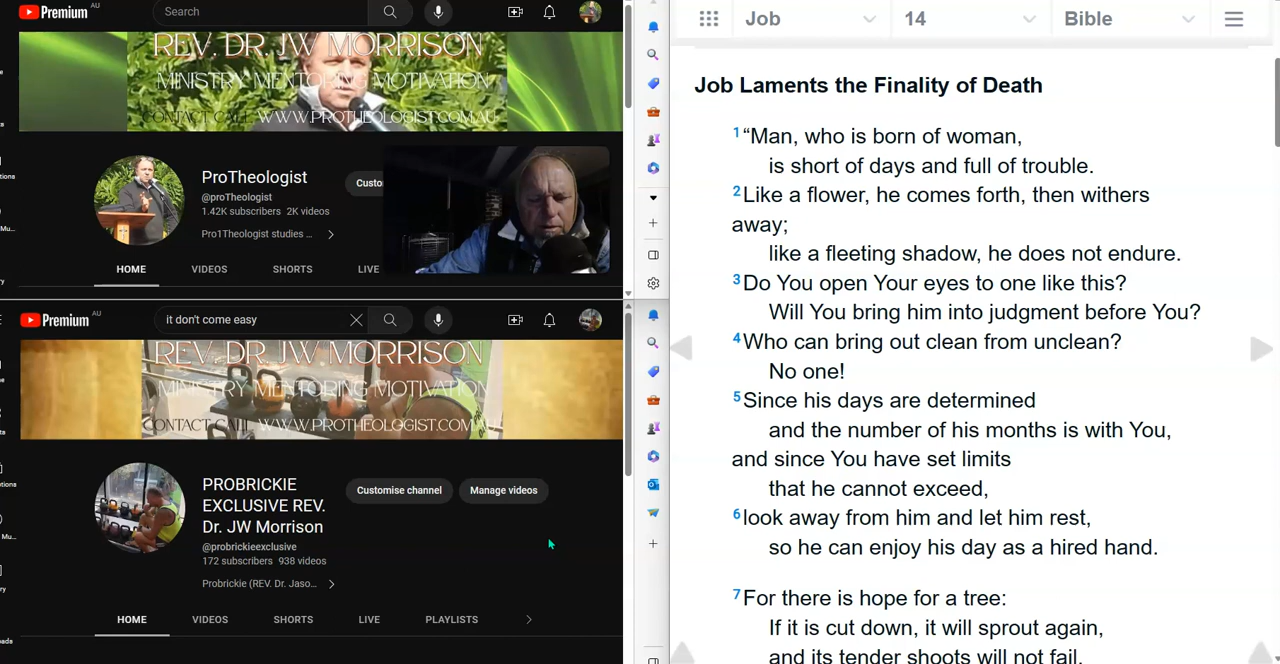 Premium AU
Search
REV. DR. JW MORRISON
MINISTRY MENTORING MOTIVATION
CONTACT CALL WWW.PROTHEOLOGIST.COM.AU
ProTheologist
Custo
@proTheologist
1.42K subscribers 2K videos
Pro1Theologist studies ...
HOME VIDEOS SHORTS LIVE
Premium AU
it don't come easy
REV. DR. JW MORRISON
MINISTRY MENTORING MOTIVATION
CONTACT CALL WWW.PROTHEOLOGIST.COM.AU
PROBRICKIE
EXCLUSIVE REV.
Dr. JW Morrison
Customise channel Manage videos
@probrickieexclusive
172 subscribers 938 videos
Probrickie (REV. Dr. Jaso...
HOME VIDEOS SHORTS LIVE PLAYLISTS
Job 14 Bible
Job Laments the Finality of Death
1 “Man, who is born of woman,
is short of days and full of trouble.
2 Like a flower, he comes forth, then withers
away;
like a fleeting shadow, he does not endure.
3 Do You open Your eyes to one like this?
Will You bring him into judgment before You?
4 Who can bring out clean from unclean?
No one!
5 Since his days are determined
and the number of his months is with You,
and since You have set limits
that he cannot exceed,
6 look away from him and let him rest,
so he can enjoy his day as a hired hand.
7 For there is hope for a tree:
If it is cut down, it will sprout again,
and its tender shoots will not fail.